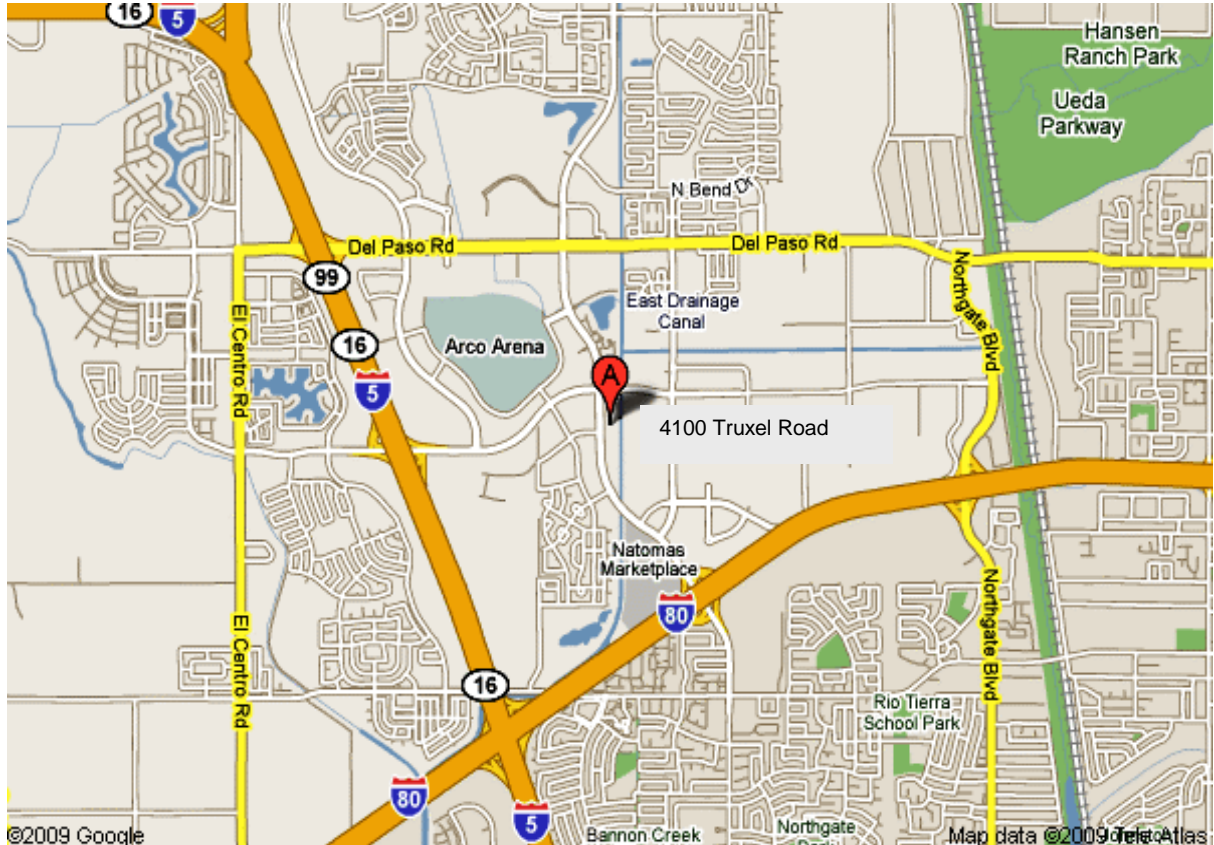 16
5
Hansen
Ranch Park
Ueda
Parkway
N Bend Dr
Del Paso Rd
Del Paso Rd
99
Northgate Blvd
El Centro Rd
East Drainage
Canal
16
Arco Arena
5
A
4100 Truxel Road
Natomas
Marketplace
80
Northgate Blvd
El Centro Rd
16
Rio Tierra
School Park
80
5
Bannon Creek
Northgate
©2009 Google
Map data ©2009 Tele Atlas